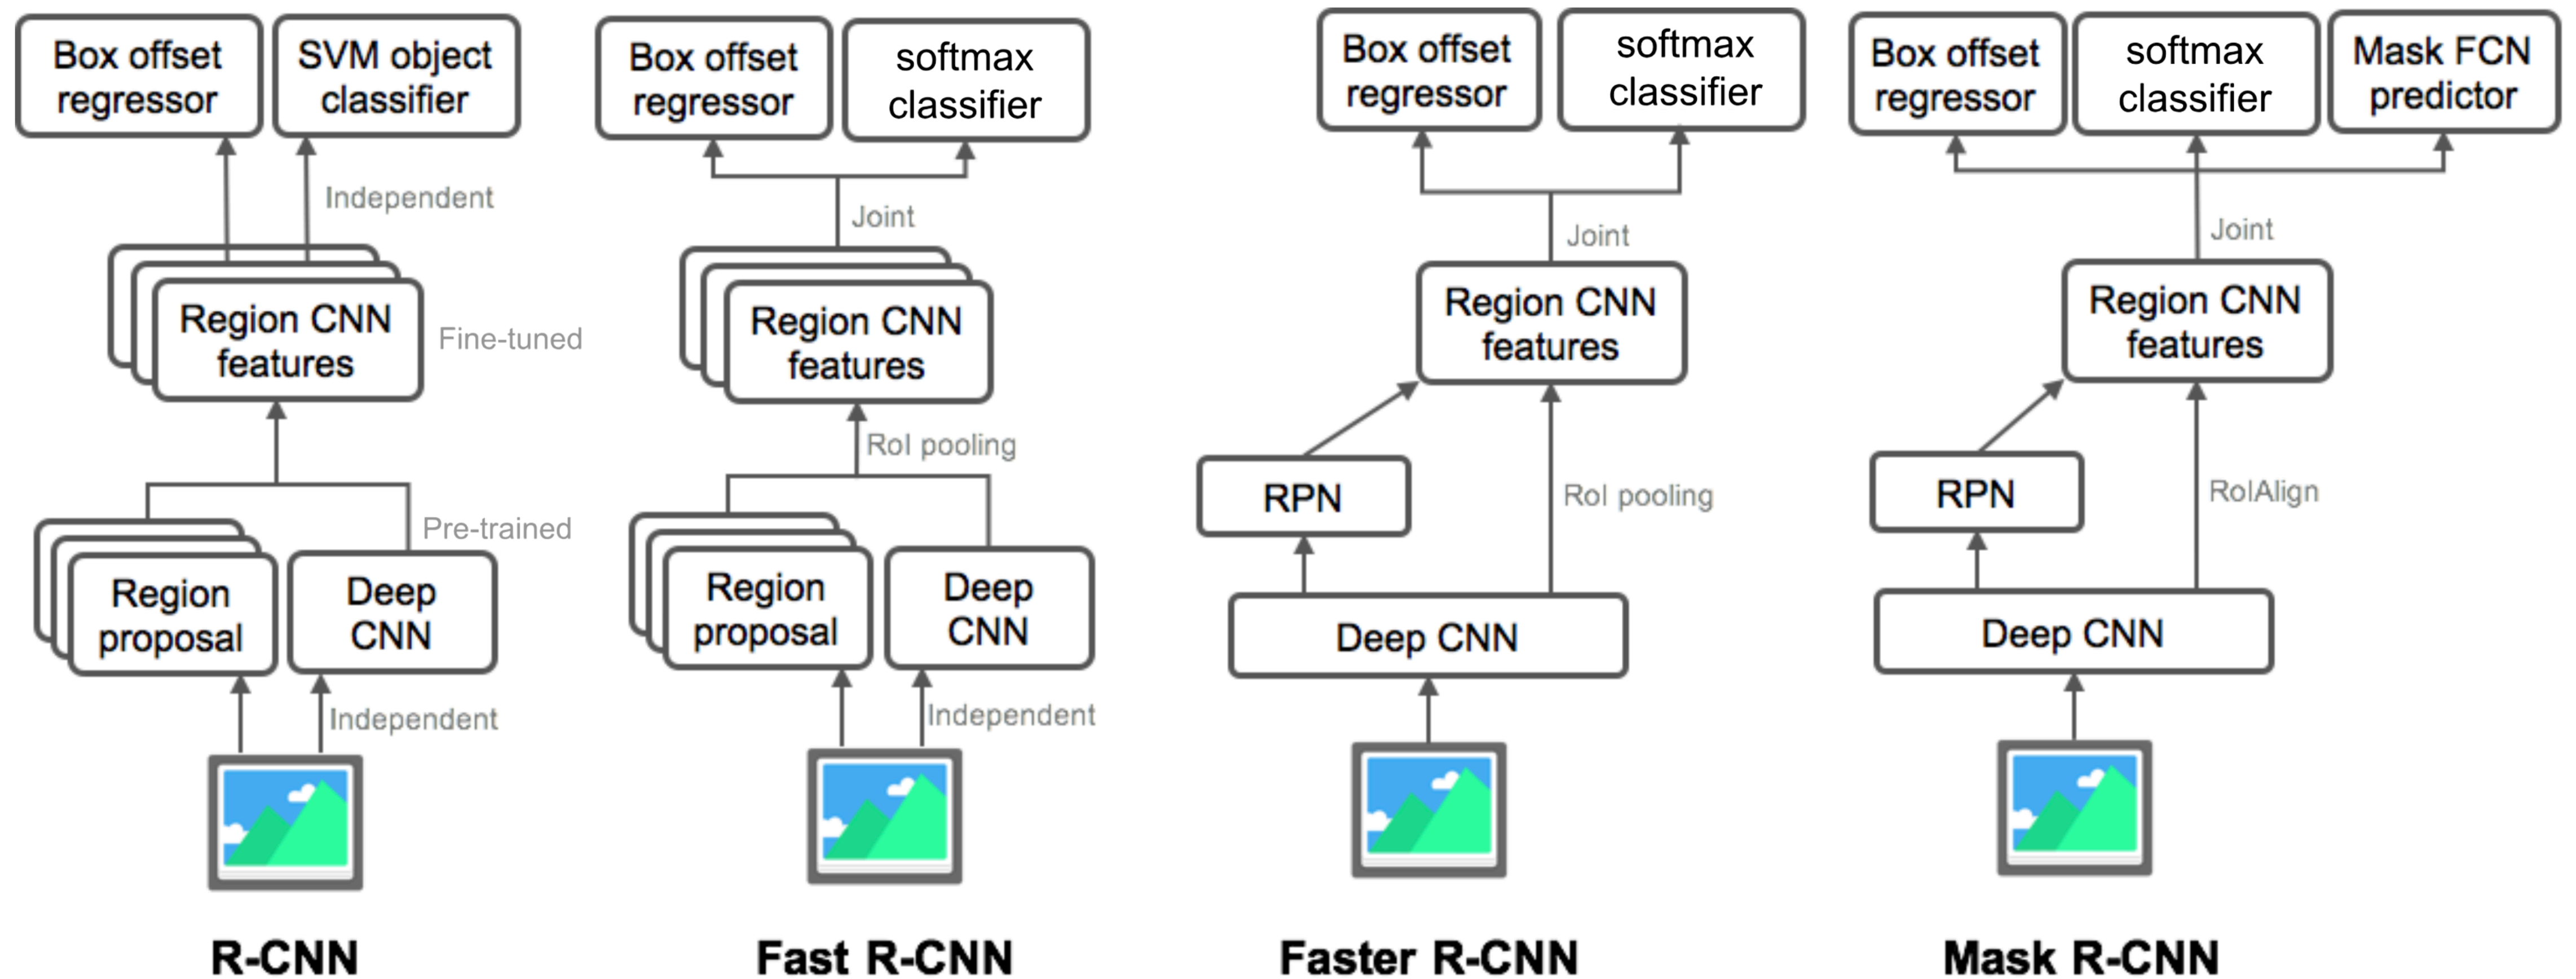 Box offset
regressor
SVM object
classifier
Independent
Region CNN
features
Fine-tuned
Pre-trained
Region
proposal
Deep
CNN
Independent
R-CNN
Box offset
regressor
softmax
classifier
Joint
Region CNN
features
RoI pooling
Region
proposal
Deep
CNN
Independent
Fast R-CNN
Box offset
regressor
softmax
classifier
Joint
Region CNN
features
RPN
RoI pooling
Deep CNN
Faster R-CNN
Box offset
regressor
softmax
classifier
Mask FCN
predictor
Joint
Region CNN
features
RPN
RoIAlign
Deep CNN
Mask R-CNN